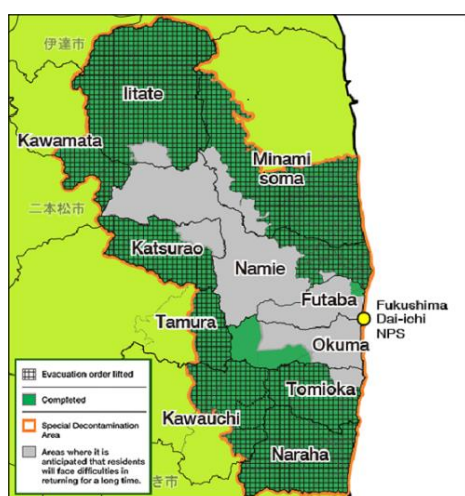 伊達市
Iitate
Kawamata
Minami
soma
二本松市
Katsurao
Namie
Futaba
Fukushima
Dai-ichi
NPS
Tamura
Okuma
Tomioka
Kawauchi
Naraha
Evacuation order lifted
Completed
Special Decontamination
Area
Areas where it is
anticipated that residents
will face difficulties in
returning for a long time.
き市